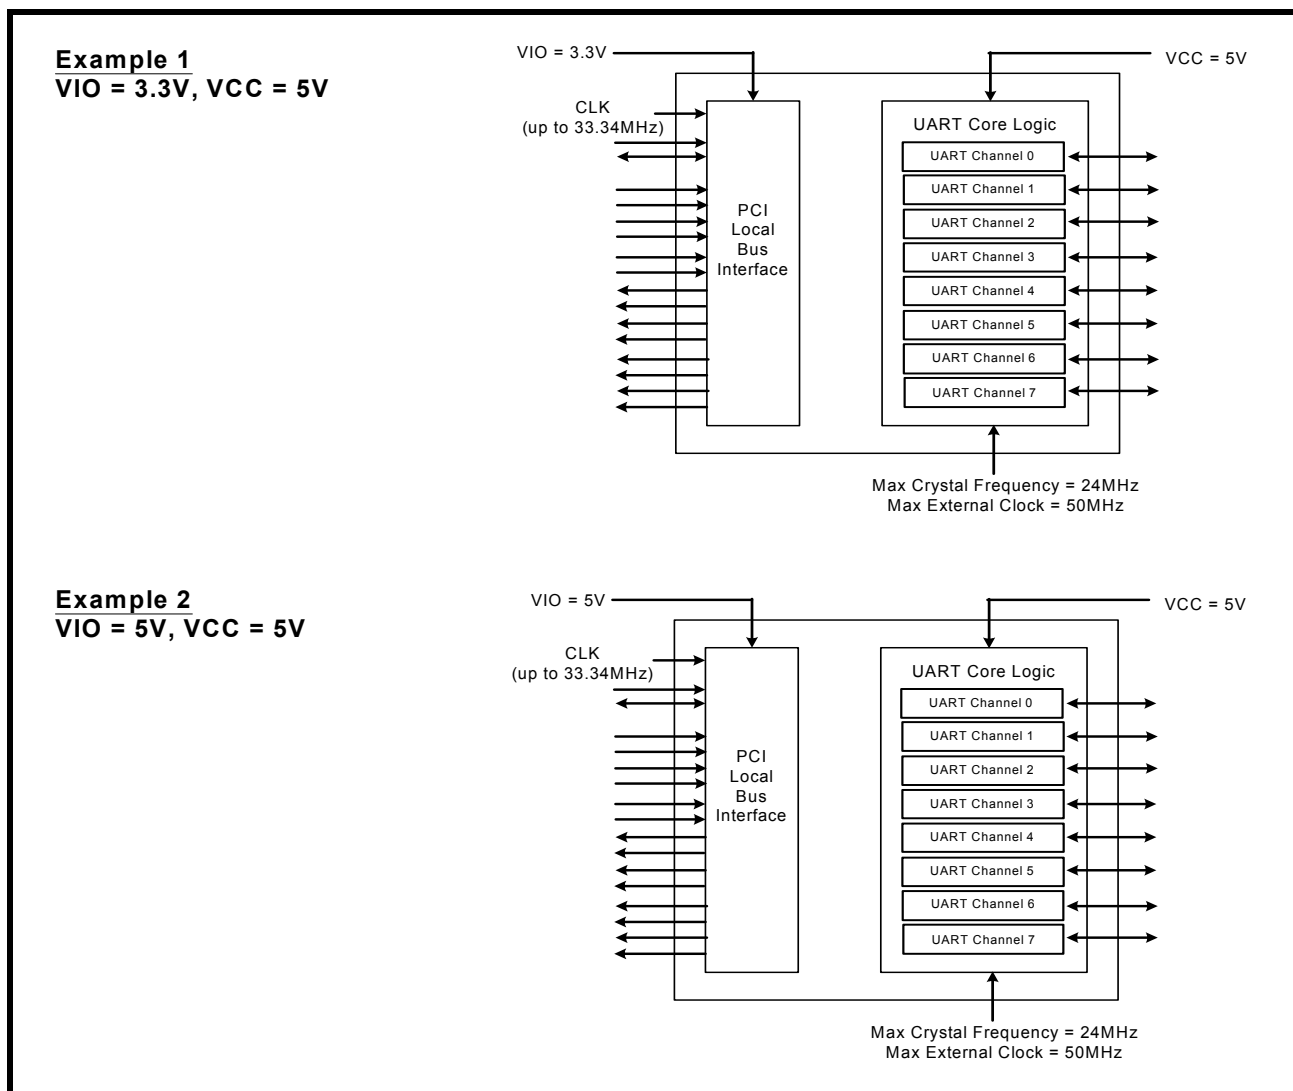 Example 1
VIO = 3.3V, VCC = 5V
VIO = 3.3V
VCC = 5V
CLK
(up to 33.34MHz)
PCI
Local
Bus
Interface
UART Core Logic
UART Channel 0
UART Channel 1
UART Channel 2
UART Channel 3
UART Channel 4
UART Channel 5
UART Channel 6
UART Channel 7
Max Crystal Frequency = 24MHz
Max External Clock = 50MHz
Example 2
VIO = 5V, VCC = 5V
VIO = 5V
VCC = 5V
CLK
(up to 33.34MHz)
PCI
Local
Bus
Interface
UART Core Logic
UART Channel 0
UART Channel 1
UART Channel 2
UART Channel 3
UART Channel 4
UART Channel 5
UART Channel 6
UART Channel 7
Max Crystal Frequency = 24MHz
Max External Clock = 50MHz